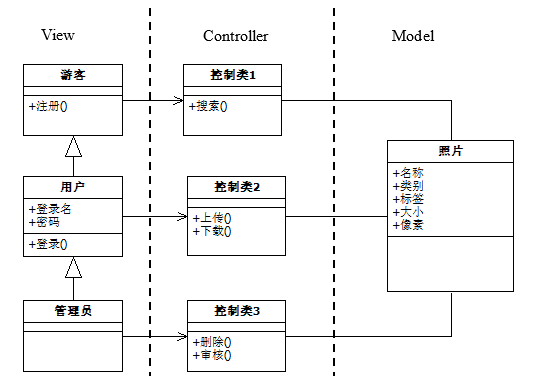 View
Controller
Model
游客
+注册()
控制类1
+搜索()
照片
+名称
+类别
+标签
+大小
+像素
用户
+登录名
+密码
+登录()
控制类2
+上传()
+下载()
管理员
控制类3
+删除()
+审核()